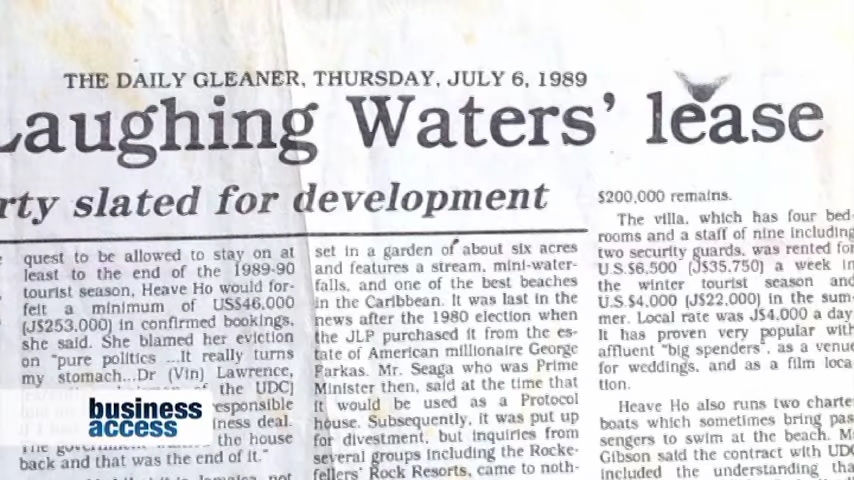 THE DAILY GLEANER, THURSDAY, JULY 6, 1989
Laughing Waters' lease
rty slated for development
quest to be allowed to stay on at
least to the end of the 1989-90
tourist season, Heave Ho would for-
feit a minimum of US$46,000
(J$253,000) in confirmed bookings,
she said. She blamed her eviction
on "pure politics ...It really turns
my stomach...Dr (Vin) Lawrence,
of the UDC)
esponsible
iness deal.
The government the house
back and that was the end of it."
set in a garden of about six acres
and features a stream, mini-water-
falls, and one of the best beaches
in the Caribbean. It was last in the
news after the 1980 election when
the JLP purchased it from the es-
tate of American millionaire George
Farkas. Mr. Seaga who was Prime
Minister then, said at the time that
it would be used as a Protocol
house. Subsequently, it was put up
for divestment, but inquiries from
several groups including the Rocke-
fellers' Rock Resorts, came to noth-
$200,000 remains.
The villa, which has four bed-
rooms and a staff of nine including
two security guards, was rented for
U.S.$6,500 (J$35,750) a week in
the winter tourist season and
U.S.$4,000 (J$22,000) in the sum-
mer. Local rate was J$4,000 a day.
It has proven very popular with
affluent "big spenders", as a venue
for weddings, and as a film loca-
tion.
Heave Ho also runs two charte
boats which sometimes bring pas
sengers to swim at the beach. M
Gibson said the contract with UDC
included the understanding tha
business
access